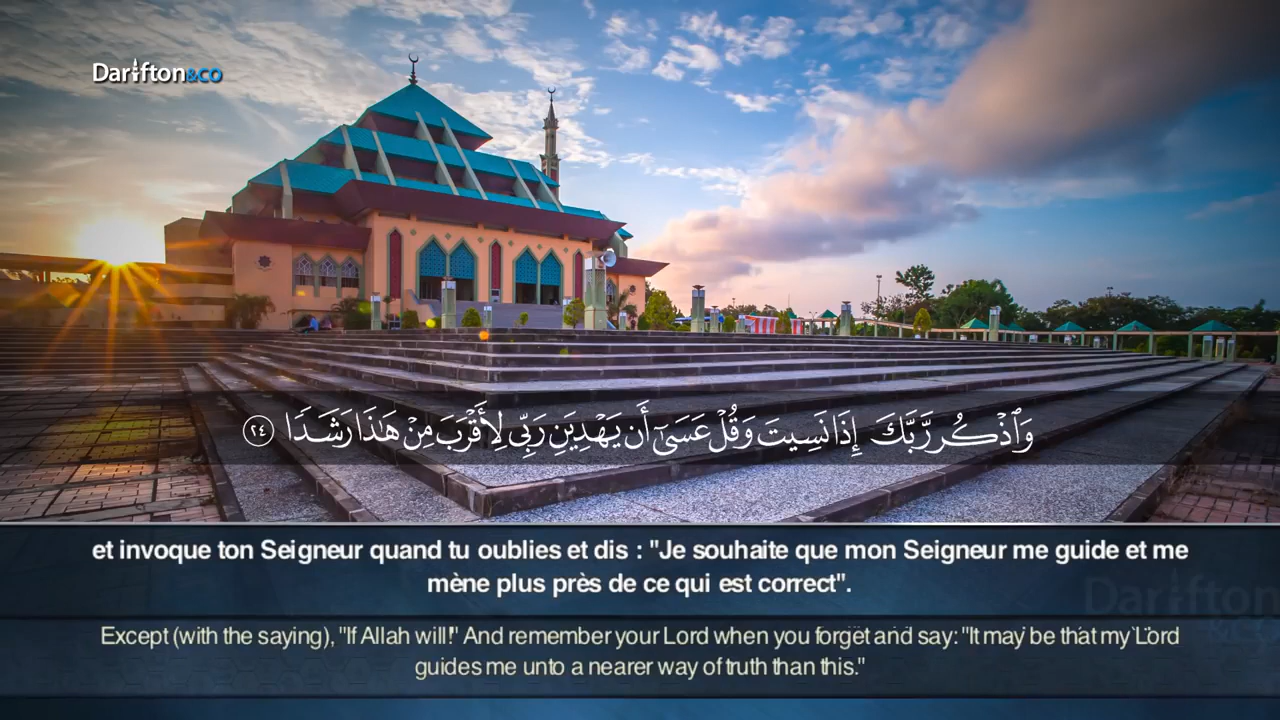 Darifton&co
وَٱذْكُر رَّبَّكَ إِذَا نَسِيتَ وَقُلْ عَسَىٰٓ أَن يَهْدِيَنِ رَبِّى لِأَقْرَبَ مِنْ هَٰذَا رَشَدًا ٢٤
et invoque ton Seigneur quand tu oublies et dis : "Je souhaite que mon Seigneur me guide et me
mène plus près de ce qui est correct".
Darifton
&co
Except (with the saying), "If Allah will!" And remember your Lord when you forget and say: "It may be that my Lord
guides me unto a nearer way of truth than this."